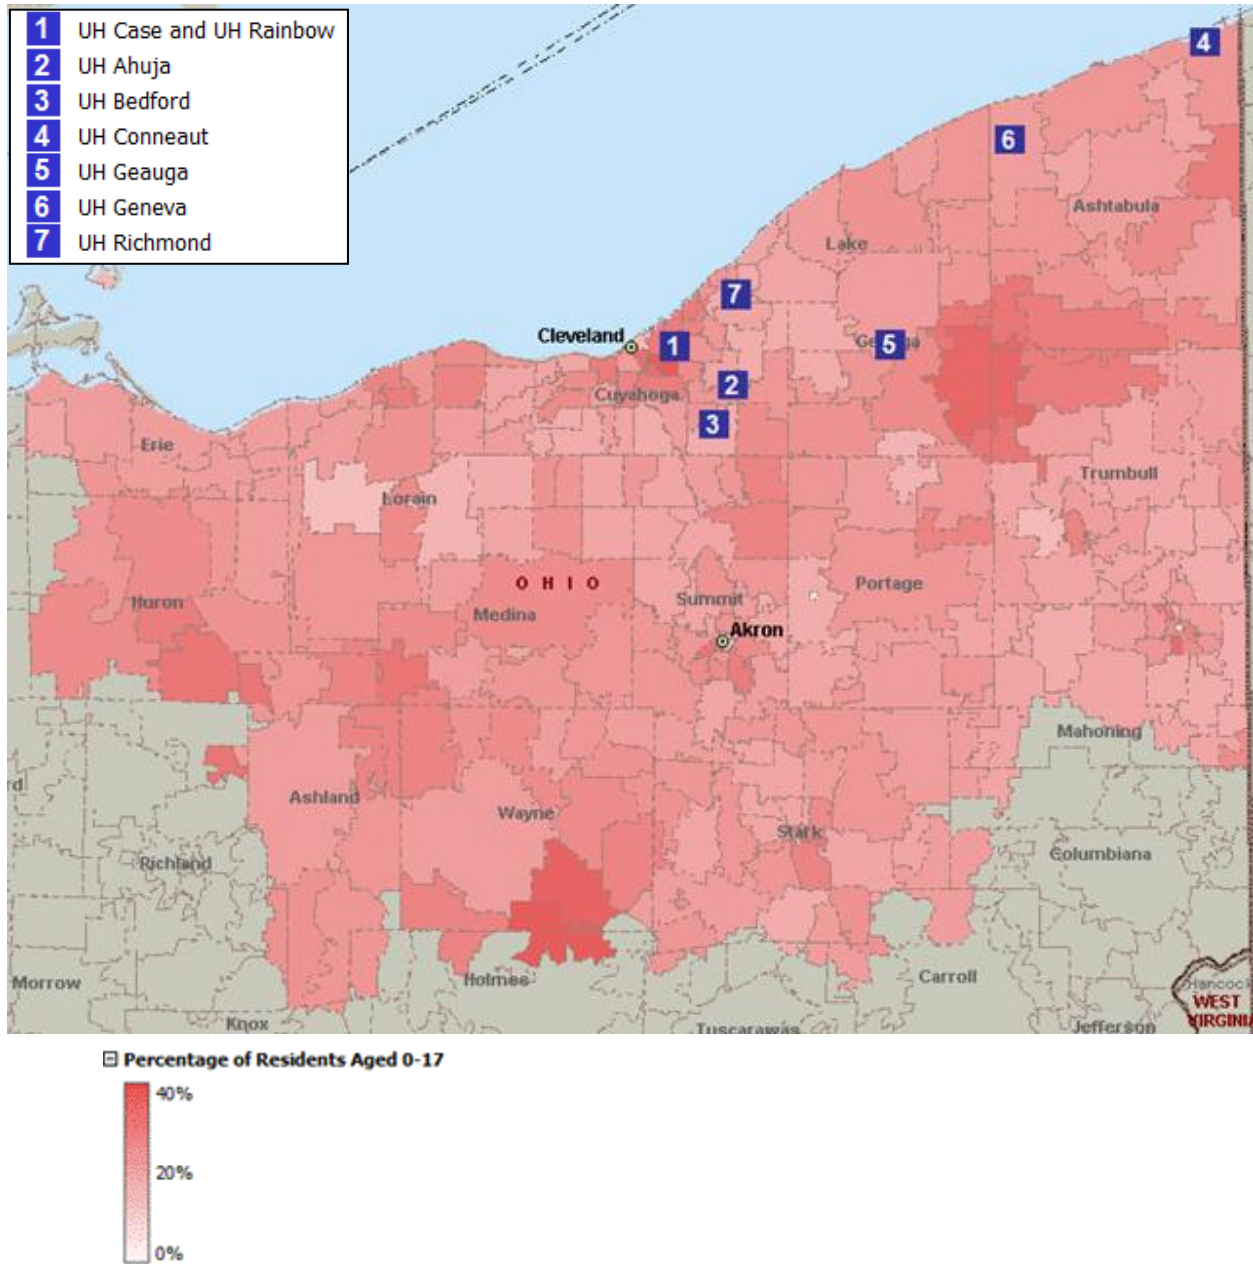 1 UH Case and UH Rainbow
2 UH Ahuja
3 UH Bedford
4 UH Conneaut
5 UH Geauga
6 UH Geneva
7 UH Richmond
4
6
Ashtabula
Lake
7
Cleveland
1
5
2
Cuyahoga
3
Erie
Trumbull
Lorain
OHIO
Portage
Huron
Summit
Medina
Akron
Mahoning
rd
Ashland
Wayne
Stark
Richland
Columbiana
Morrow
Holmes
Carroll
Hancoc
WEST
VIRGINIA
Knox
Tuscarawas
Jefferson
Percentage of Residents Aged 0-17
40%
20%
0%